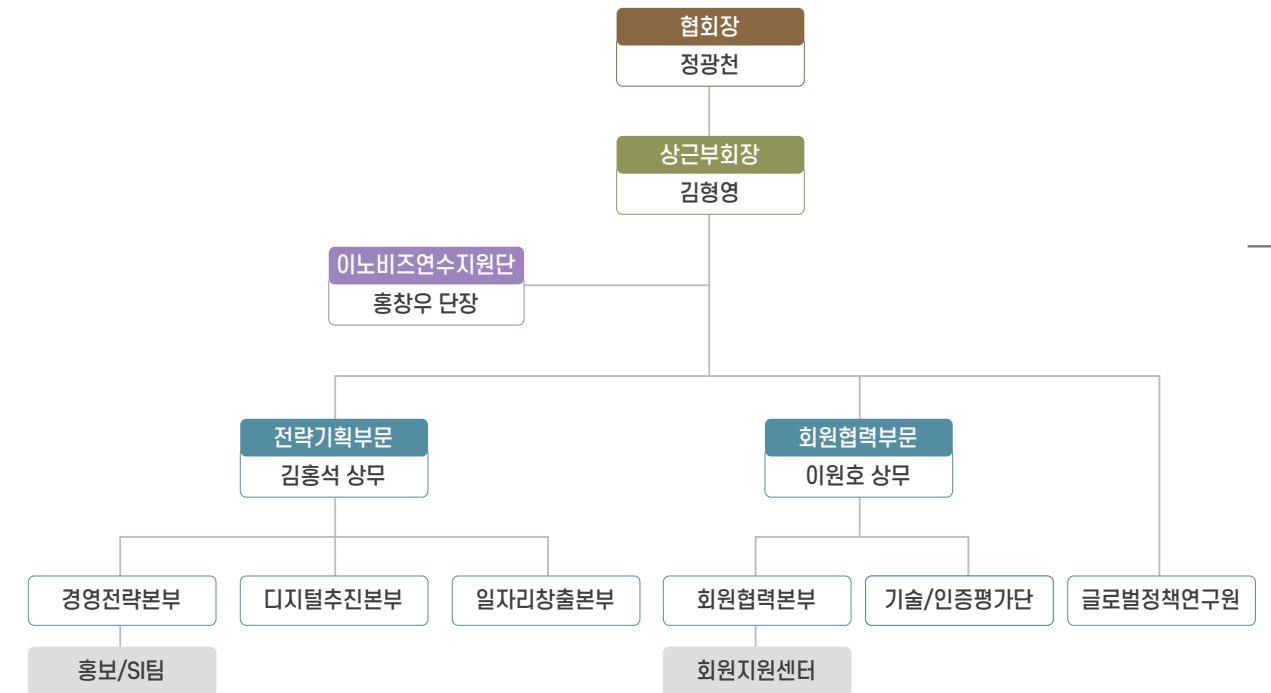 협회장
정광천
상근부회장
김형영
이노비즈연수지원단
홍창우 단장
전략기획부문
김홍석 상무
회원협력부문
이원호 상무
경영전략본부
디지털추진본부
일자리창출본부
회원협력본부
기술/인증평가단
글로벌정책연구원
홍보/SI팀
회원지원센터